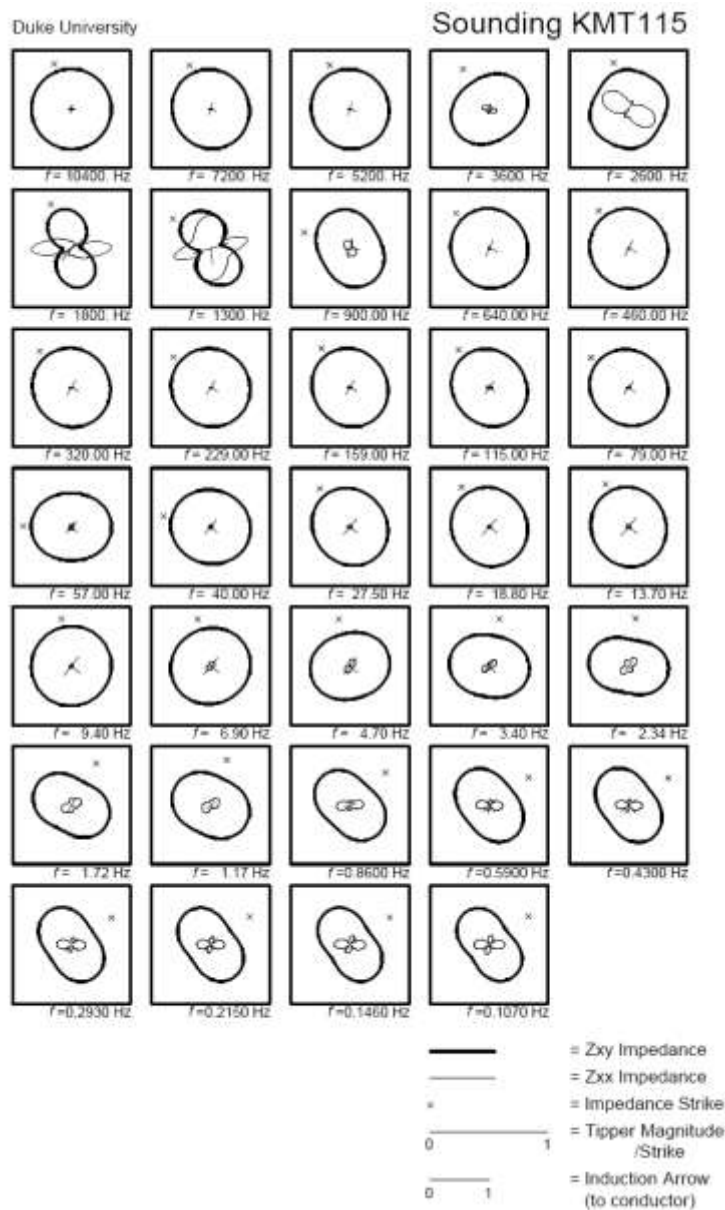 Duke University
Sounding KMT115
f= 10400. Hz
f= 7200. Hz
f= 5200. Hz
f= 3600. Hz
f= 2600. Hz
f= 1800. Hz
f= 1300. Hz
f= 900.00 Hz
f= 640.00 Hz
f= 460.00 Hz
f= 320.00 Hz
f= 229.00 Hz
f= 159.00 Hz
f= 115.00 Hz
f= 79.00 Hz
f= 57.00 Hz
f= 40.00 Hz
f= 27.50 Hz
f= 18.80 Hz
f= 13.70 Hz
f= 9.40 Hz
f= 6.90 Hz
f= 4.70 Hz
f= 3.40 Hz
f= 2.34 Hz
f= 1.72 Hz
f= 1.17 Hz
f=0.8600 Hz
f=0.5900 Hz
f=0.4300 Hz
f=0.2930 Hz
f=0.2150 Hz
f=0.1460 Hz
f=0.1070 Hz
= Zxy Impedance
= Zxx Impedance
× = Impedance Strike
0 1 = Tipper Magnitude
/Strike
0 1 = Induction Arrow
(to conductor)